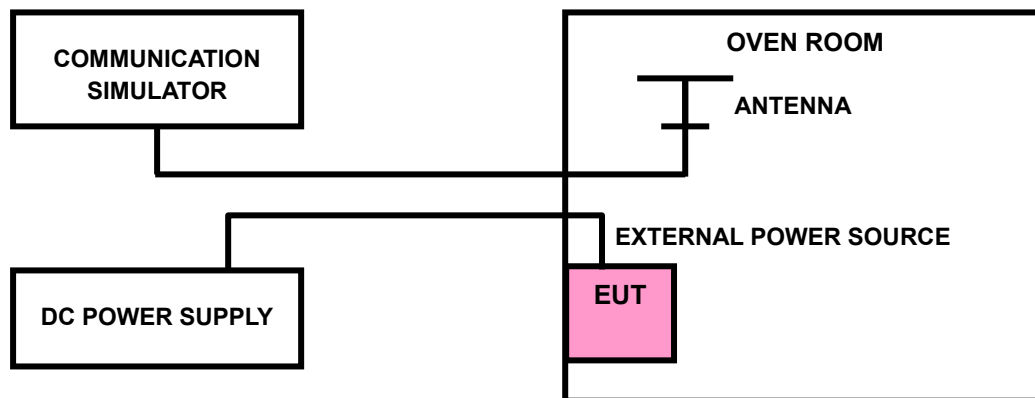 COMMUNICATION
SIMULATOR
OVEN ROOM
ANTENNA
EXTERNAL POWER SOURCE
DC POWER SUPPLY
EUT